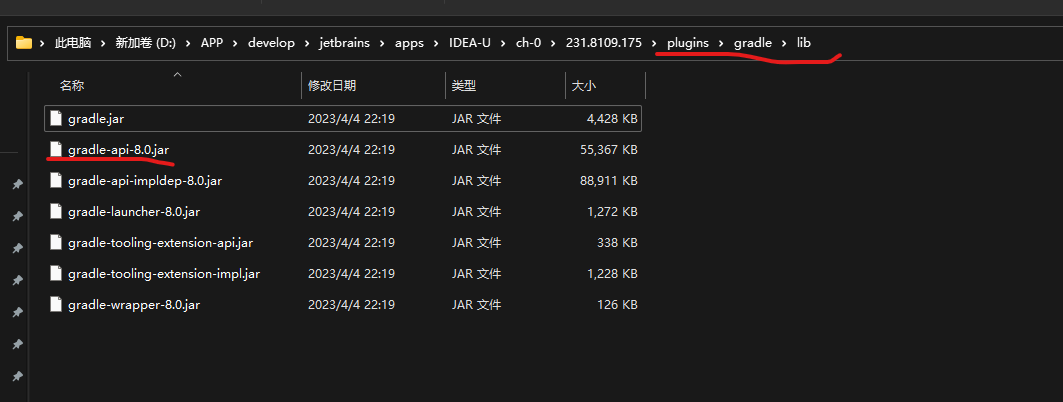 此电脑 > 新加卷 (D:) > APP > develop > jetbrains > apps > IDEA-U > ch-0 > 231.8109.175 > plugins > gradle > lib
名称 修改日期 类型 大小
gradle.jar 2023/4/4 22:19 JAR 文件 4,428 KB
gradle-api-8.0.jar 2023/4/4 22:19 JAR 文件 55,367 KB
gradle-api-impldep-8.0.jar 2023/4/4 22:19 JAR 文件 88,911 KB
gradle-launcher-8.0.jar 2023/4/4 22:19 JAR 文件 1,272 KB
gradle-tooling-extension-api.jar 2023/4/4 22:19 JAR 文件 338 KB
gradle-tooling-extension-impl.jar 2023/4/4 22:19 JAR 文件 1,228 KB
gradle-wrapper-8.0.jar 2023/4/4 22:19 JAR 文件 126 KB